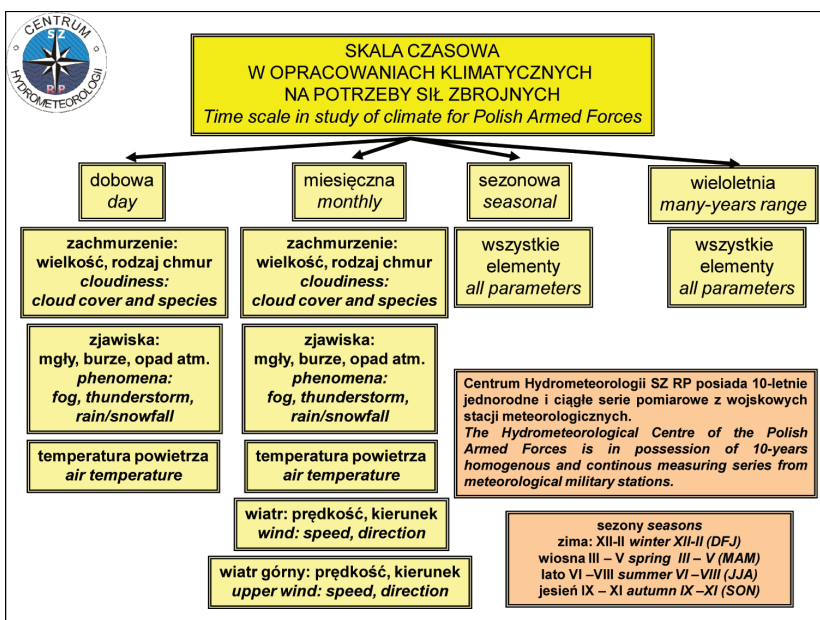 CENTRUM
SZ
RP
HYDROMETEOROLOGII
SKALA CZASOWA
W OPRACOWANIACH KLIMATYCZNYCH
NA POTRZEBY SIŁ ZBROJNYCH
Time scale in study of climate for Polish Armed Forces
dobowa
day
zachmurzenie:
wielkość, rodzaj chmur
cloudiness:
cloud cover and species
zjawiska:
mgły, burze, opad atm.
phenomena:
fog, thunderstorm,
rain/snowfall
temperatura powietrza
air temperature
miesięczna
monthly
zachmurzenie:
wielkość, rodzaj chmur
cloudiness:
cloud cover and species
zjawiska:
mgły, burze, opad atm.
phenomena:
fog, thunderstorm,
rain/snowfall
temperatura powietrza
air temperature
wiatr: prędkość, kierunek
wind: speed, direction
wiatr górny: prędkość, kierunek
upper wind: speed, direction
sezonowa
seasonal
wszystkie
elementy
all parameters
wieloletnia
many-years range
wszystkie
elementy
all parameters
Centrum Hydrometeorologii SZ RP posiada 10-letnie
jednorodne i ciągłe serie pomiarowe z wojskowych
stacji meteorologicznych.
The Hydrometeorological Centre of the Polish
Armed Forces is in possession of 10-years
homogenous and continous measuring series from
meteorological military stations.
sezony seasons
zima: XII-II winter XII-II (DFJ)
wiosna III – V spring III – V (MAM)
lato VI –VIII summer VI –VIII (JJA)
jesień IX – XI autumn IX –XI (SON)